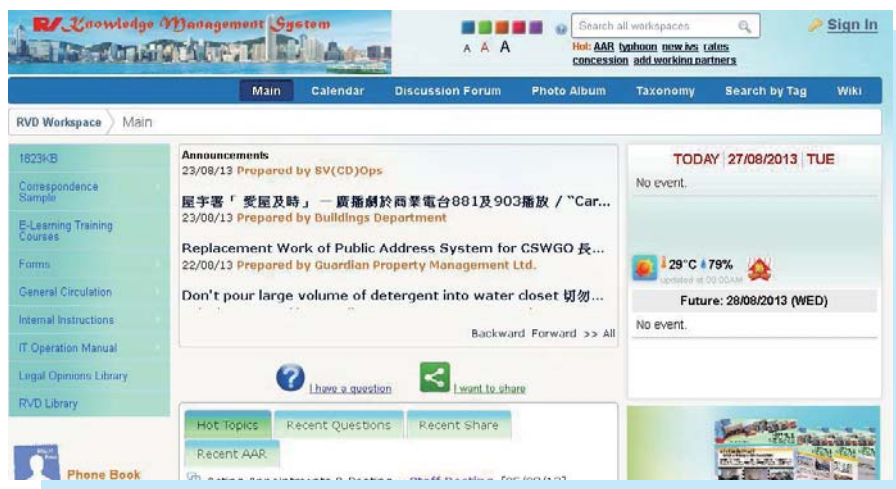 RV Knowledge Management System
A A A
Search all workspaces
Sign In
Hot: AAR typhoon new ivs rates
concession add working partners
Main Calendar Discussion Forum Photo Album Taxonomy Search by Tag Wiki
RVD Workspace Main
1823KB
Correspondence
Sample
E-Learning Training
Courses
Forms
General Circulation
Internal Instructions
IT Operation Manual
Legal Opinions Library
RVD Library
Phone Book
Announcements
23/08/13 Prepared by SV(CD)Ops
屋宇署「 愛屋及時」 — 廣播劇於商業電台881及903播放 / "Car...
23/08/13 Prepared by Buildings Department
Replacement Work of Public Address System for CSWGO 長...
22/08/13 Prepared by Guardian Property Management Ltd.
Don't pour large volume of detergent into water closet 切勿...
Backward Forward >> All
I have a question
I want to share
Hot Topics Recent Questions Recent Share
Recent AAR
TODAY 27/08/2013 TUE
No event.
29°C 79%
updated at 00:00AM
Future: 28/08/2013 (WED)
No event.